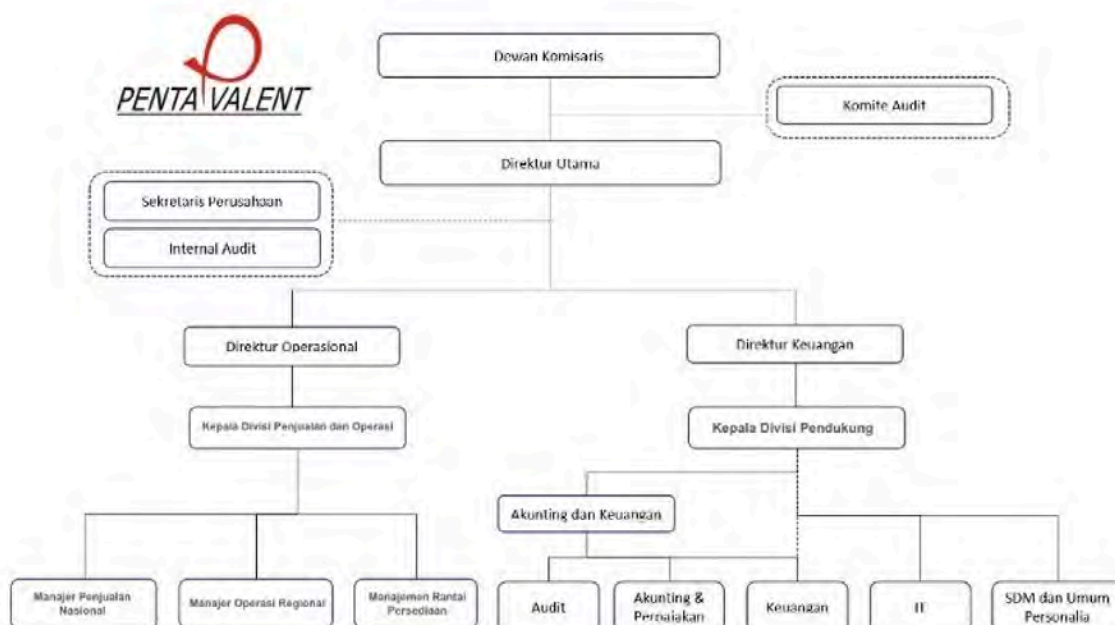 PENTA VALENT
Dewan Komisaris
Komite Audit
Direktur Utama
Sekretaris Perusahaan
Internal Audit
Direktur Operasional
Direktur Keuangan
Kepala Divisi Penjualan dan Operasi
Kepala Divisi Pendukung
Akunting dan Keuangan
Manajer Penjualan
Nasional
Manajer Operasi Regional
Manajemen Rantai
Persediaan
Audit
Akunting &
Perpajakan
Keuangan
IT
SDM dan Umum
Personalia